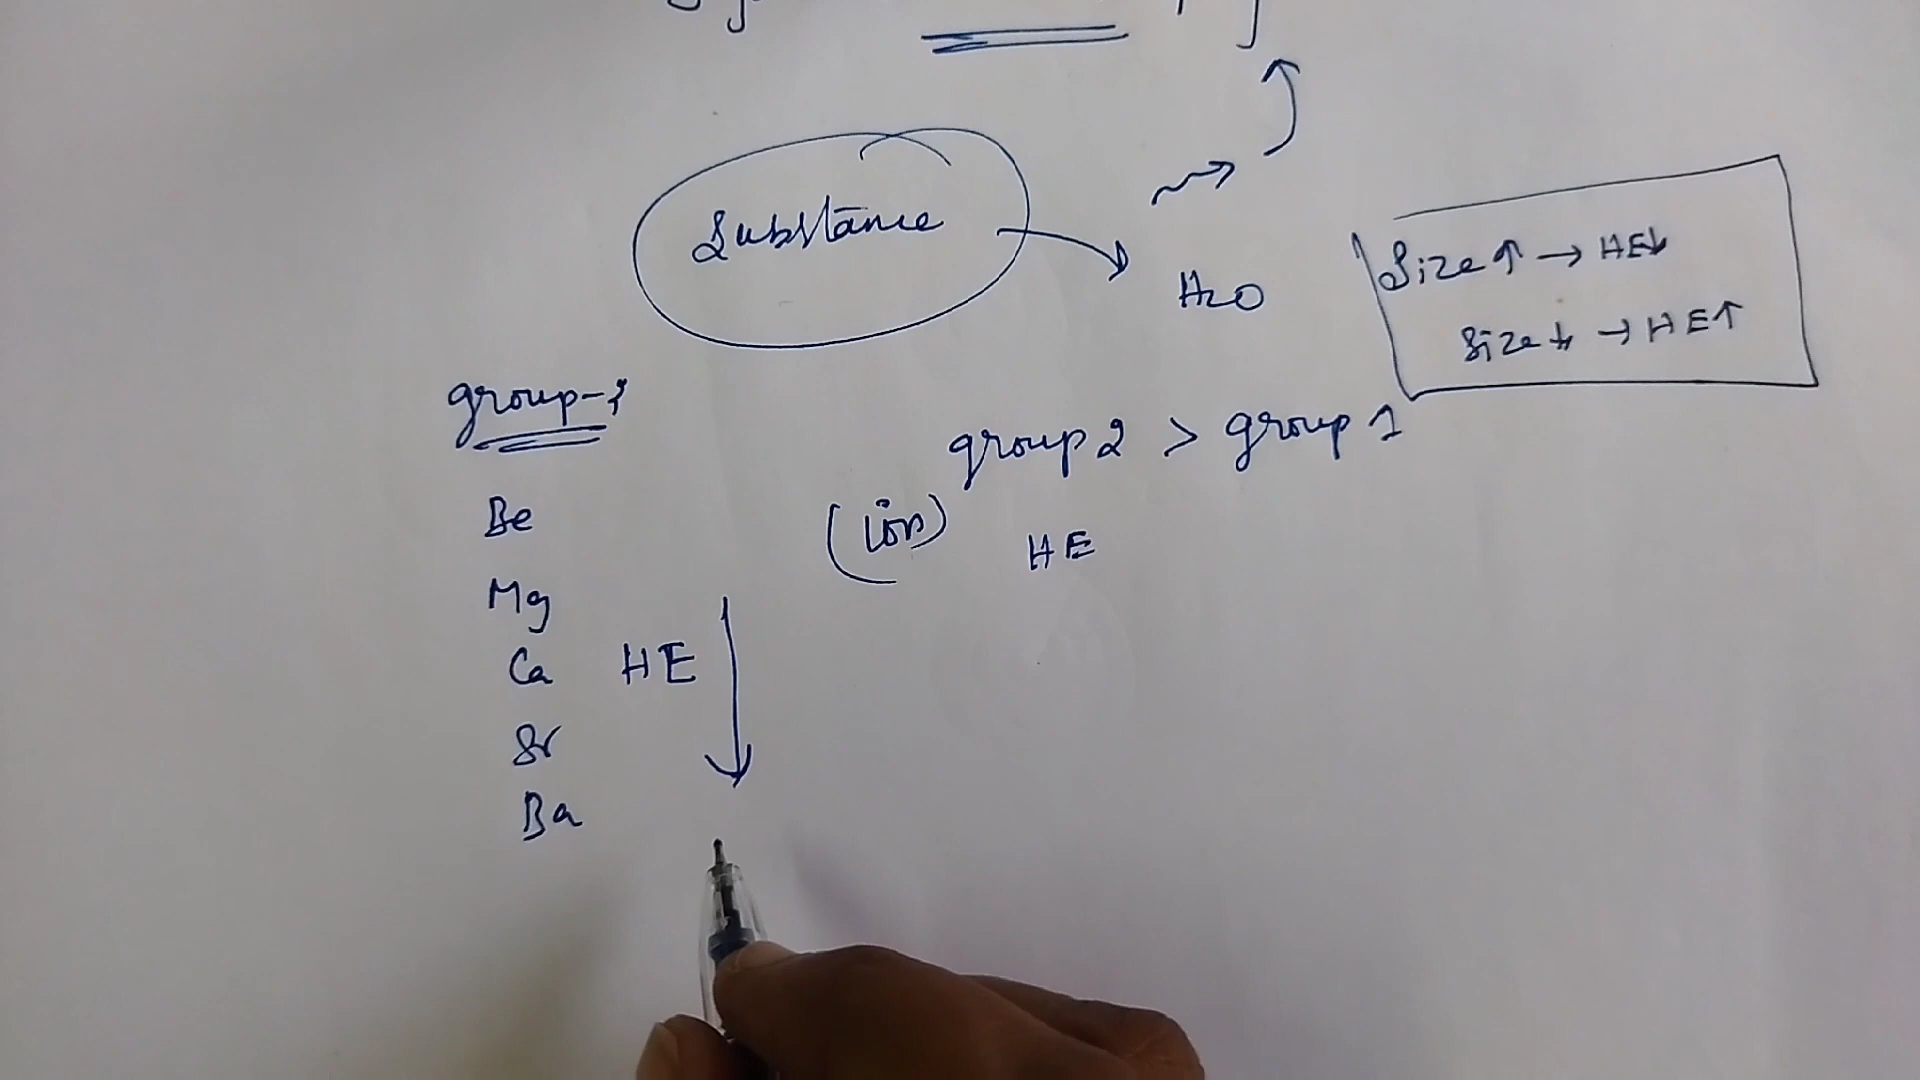 Substance
H2O
Size↑ → HE↓
Size↓ → HE↑
group-1
group 2 > group 1
Be
(ion)
HE
Mg
Ca HE
Sr
Ba